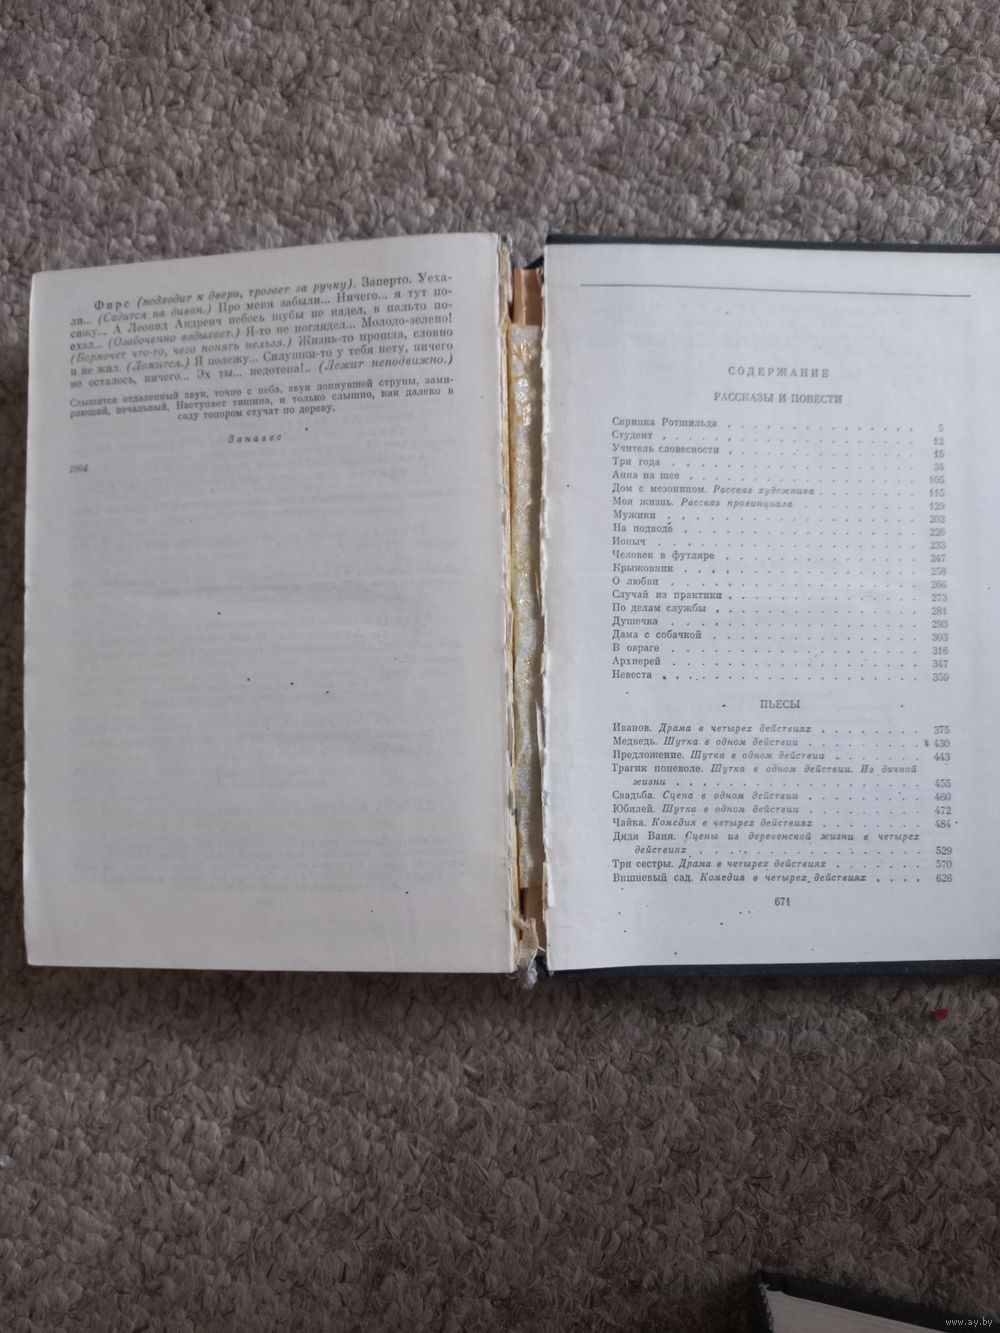 Фирс (подходит к двери, трогает за ручку). Заперто. Уеха-
ли... (Садится на диван.) Про меня забыли... Ничего... я тут по-
сижу... А Леонид Андреич небось шубы не надел, в пальто по-
ехал... (Озабоченно вздыхает.) Я-то не поглядел... Молодо-зелено!
(Бормочет что-то, чего понять нельзя.) Жизнь-то прошла, словно
и не жил. (Ложится.) Я полежу... Силушки-то у тебя нету, ничего
не осталось, ничего... Эх ты... недотепа!.. (Лежит неподвижно.)
Слышится отдаленный звук, точно с неба, звук лопнувшей струны, зами-
рающий, печальный. Наступает тишина, и только слышно, как далеко в
саду топором стучат по дереву.
Занавес
1904
СОДЕРЖАНИЕ
РАССКАЗЫ И ПОВЕСТИ
Скрипка Ротшильда 5
Студент 12
Учитель словесности 15
Три года 34
Анна на шее 105
Дом с мезонином. Рассказ художника 115
Моя жизнь. Рассказ провинциала 129
Мужики 202
На подводе 226
Ионыч 233
Человек в футляре 247
Крыжовник 258
О любви 266
Случай из практики 273
По делам службы 281
Душечка 293
Дама с собачкой 303
В овраге 316
Архиерей 347
Невеста 359
ПЬЕСЫ
Иванов. Драма в четырех действиях 375
Медведь. Шутка в одном действии 430
Предложение. Шутка в одном действии 443
Трагик поневоле. Шутка в одном действии. Из дачной
жизни 455
Свадьба. Сцена в одном действии 460
Юбилей. Шутка в одном действии 472
Чайка. Комедия в четырех действиях 484
Дядя Ваня. Сцены из деревенской жизни в четырех
действиях 529
Три сестры. Драма в четырех действиях 570
Вишневый сад. Комедия в четырех действиях 626
671
www.ay.by